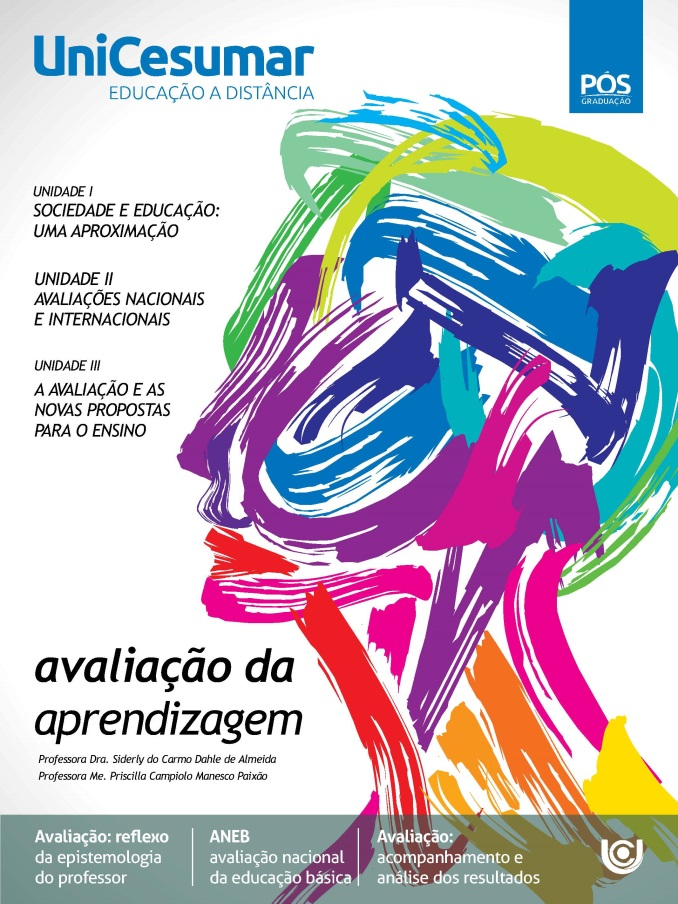 UniCesumar
EDUCAÇÃO A DISTÂNCIA
PÓS
GRADUAÇÃO
UNIDADE I
SOCIEDADE E EDUCAÇÃO:
UMA APROXIMAÇÃO
UNIDADE II
AVALIAÇÕES NACIONAIS
E INTERNACIONAIS
UNIDADE III
A AVALIAÇÃO E AS
NOVAS PROPOSTAS
PARA O ENSINO
avaliação da
aprendizagem
Professora Dra. Siderly do Carmo Dahle de Almeida
Professora Me. Priscilla Campiolo Manesco Paixão
Avaliação: reflexo
da epistemologia
do professor
ANEB
avaliação nacional
da educação básica
Avaliação:
acompanhamento e
análise dos resultados